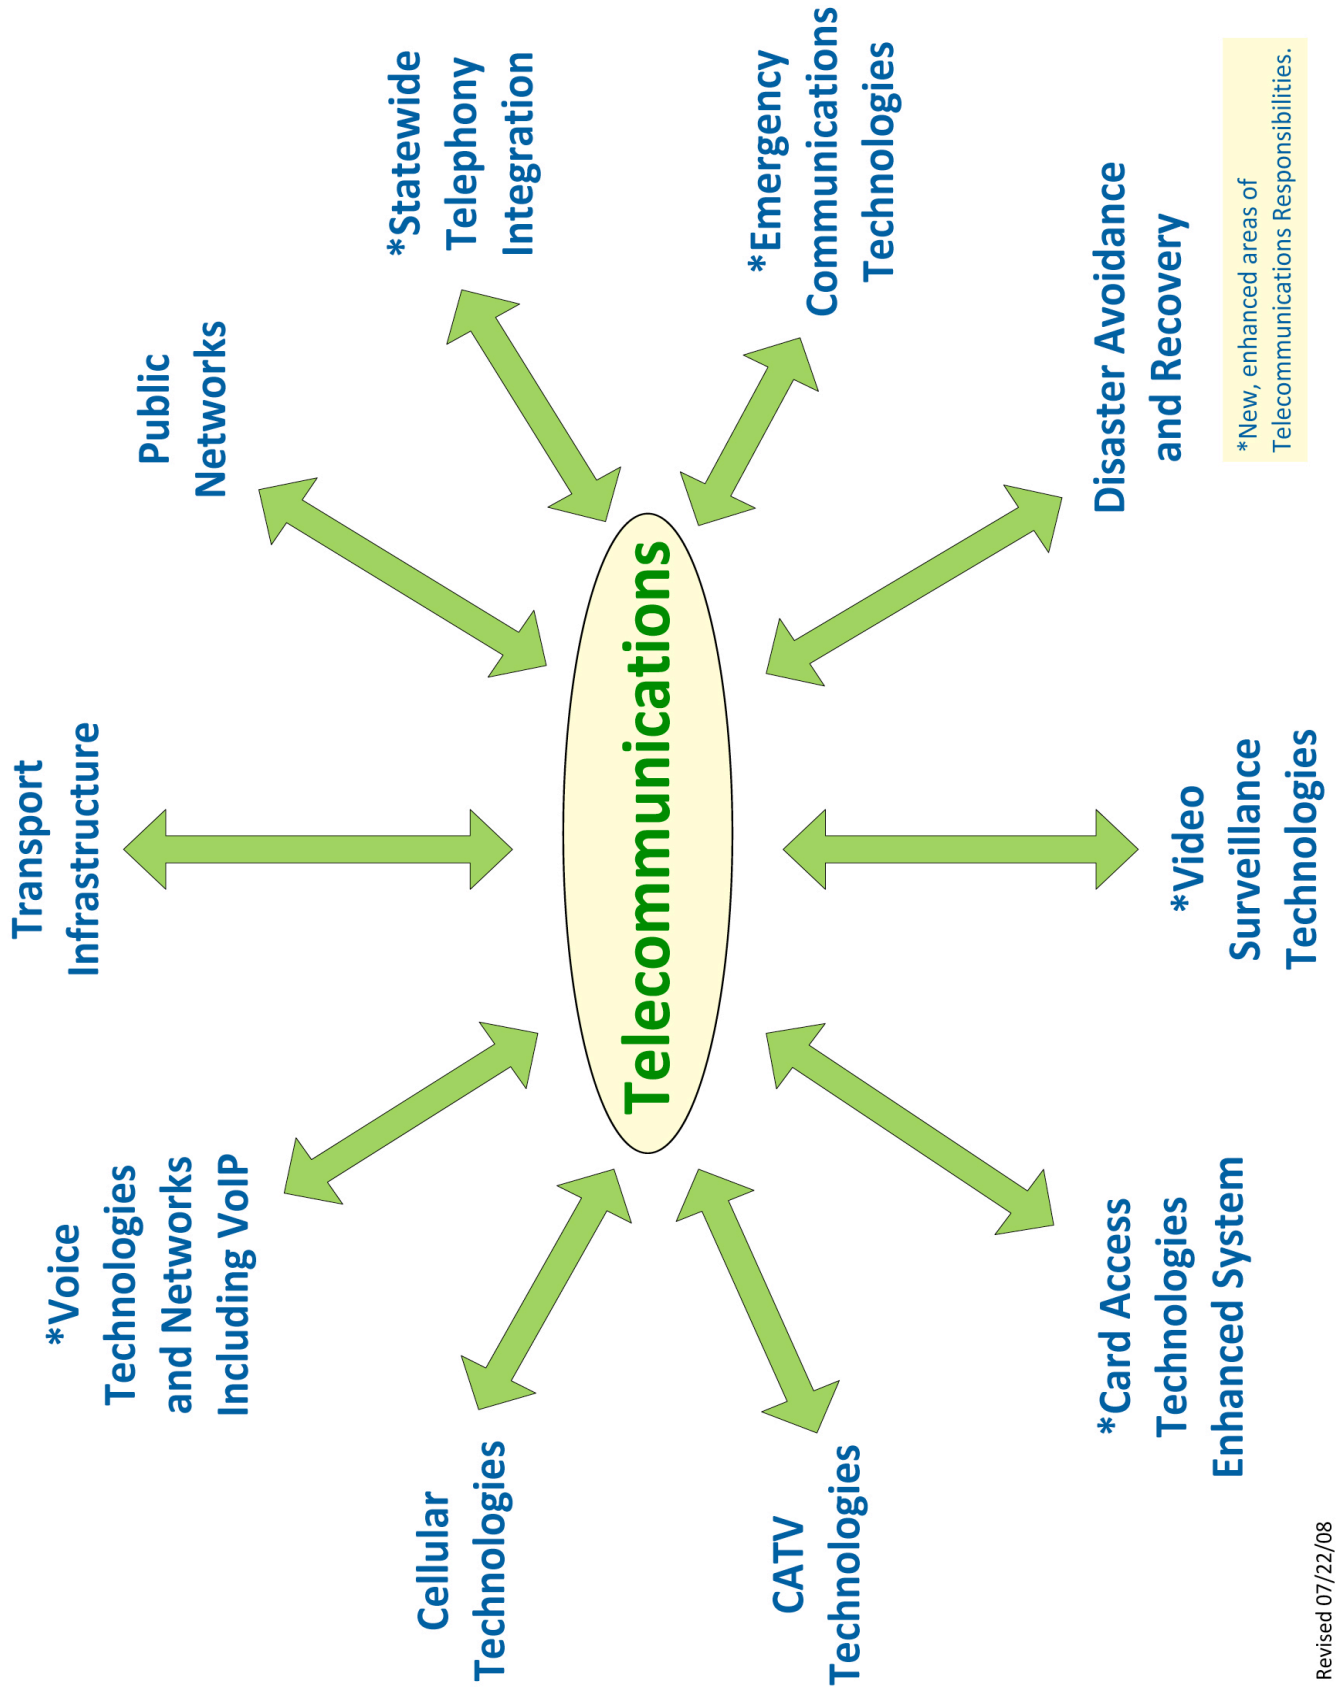 Transport
Infrastructure
*Voice
Technologies
and Networks
Including VoIP
Public
Networks
Cellular
Technologies
*Statewide
Telephony
Integration
Telecommunications
CATV
Technologies
*Emergency
Communications
Technologies
*Card Access
Technologies
Enhanced System
Disaster Avoidance
and Recovery
*Video
Surveillance
Technologies
*New, enhanced areas of
Telecommunications Responsibilities.
Revised 07/22/08